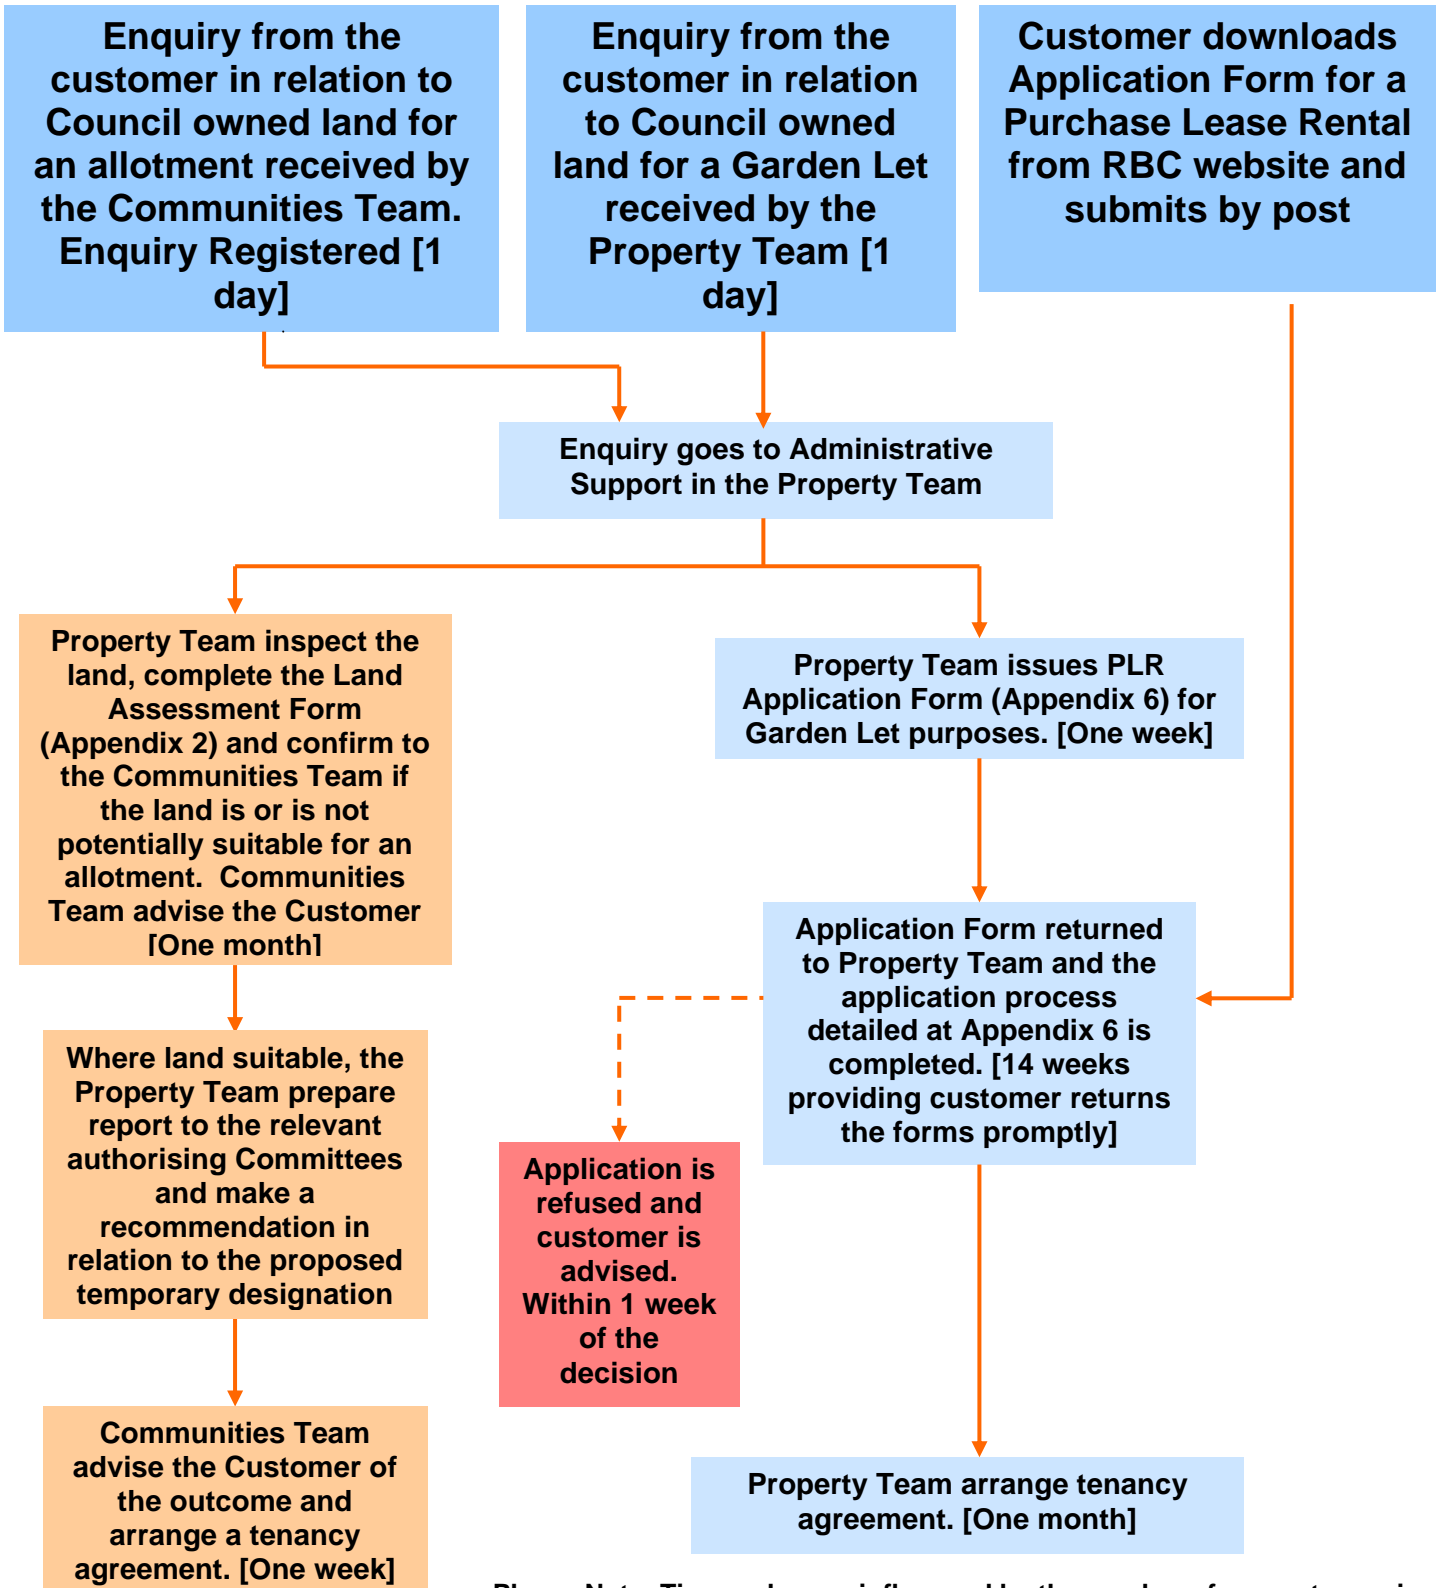 Enquiry from the
customer in relation to
Council owned land for
an allotment received by
the Communities Team.
Enquiry Registered [1
day]
Enquiry from the
customer in relation
to Council owned
land for a Garden Let
received by the
Property Team [1
day]
Customer downloads
Application Form for a
Purchase Lease Rental
from RBC website and
submits by post
Enquiry goes to Administrative
Support in the Property Team
Property Team inspect the
land, complete the Land
Assessment Form
(Appendix 2) and confirm to
the Communities Team if
the land is or is not
potentially suitable for an
allotment. Communities
Team advise the Customer
[One month]
Property Team issues PLR
Application Form (Appendix 6) for
Garden Let purposes. [One week]
Application Form returned
to Property Team and the
application process
detailed at Appendix 6 is
completed. [14 weeks
providing customer returns
the forms promptly]
Where land suitable, the
Property Team prepare
report to the relevant
authorising Committees
and make a
recommendation in
relation to the proposed
temporary designation
Application is
refused and
customer is
advised.
Within 1 week
of the
decision
Communities Team
advise the Customer of
the outcome and
arrange a tenancy
agreement. [One week]
Property Team arrange tenancy
agreement. [One month]